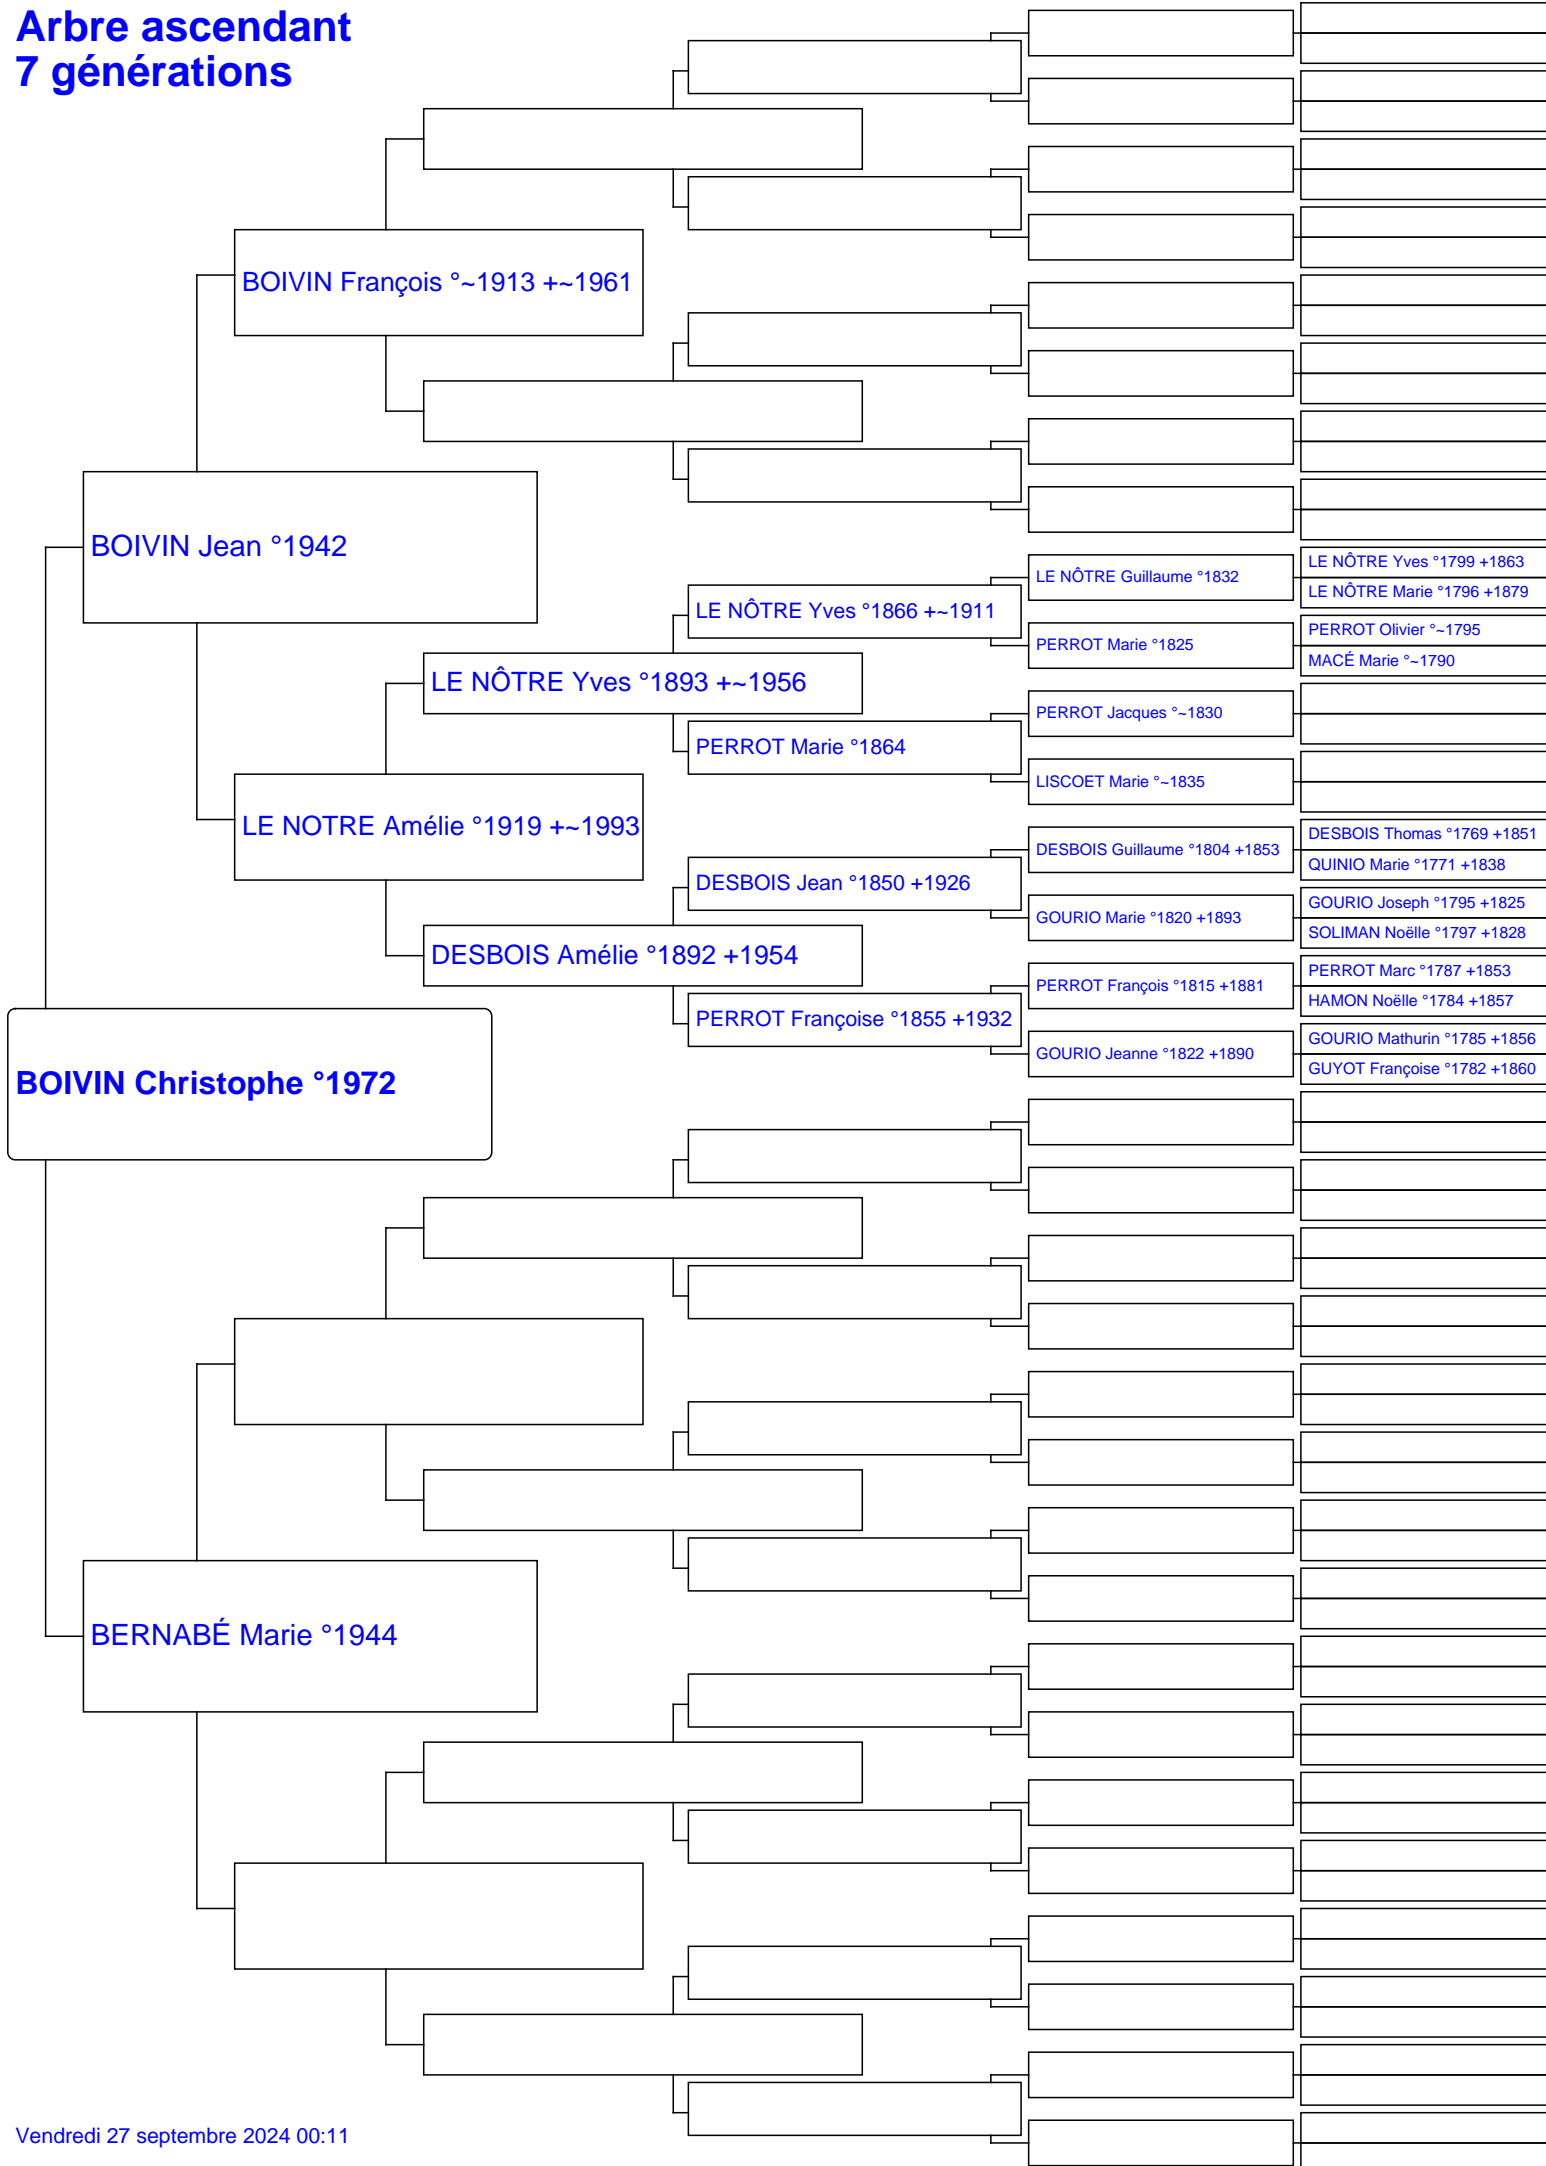 Arbre ascendant
7 générations
BOIVIN François °~1913 +~1961
BOIVIN Jean °1942
LE NÔTRE Guillaume °1832
LE NÔTRE Yves °1799 +1863
LE NÔTRE Marie °1796 +1879
LE NÔTRE Yves °1866 +~1911
PERROT Marie °1825
PERROT Olivier °~1795
MACÉ Marie °~1790
LE NÔTRE Yves °1893 +~1956
PERROT Jacques °~1830
PERROT Marie °1864
LISCOET Marie °~1835
LE NOTRE Amélie °1919 +~1993
DESBOIS Guillaume °1804 +1853
DESBOIS Thomas °1769 +1851
QUINIO Marie °1771 +1838
DESBOIS Jean °1850 +1926
GOURIO Marie °1820 +1893
GOURIO Joseph °1795 +1825
SOLIMAN Noëlle °1797 +1828
DESBOIS Amélie °1892 +1954
PERROT François °1815 +1881
PERROT Marc °1787 +1853
HAMON Noëlle °1784 +1857
PERROT Françoise °1855 +1932
GOURIO Jeanne °1822 +1890
GOURIO Mathurin °1785 +1856
GUYOT Françoise °1782 +1860
BOIVIN Christophe °1972
BERNABÉ Marie °1944
Vendredi 27 septembre 2024 00:11